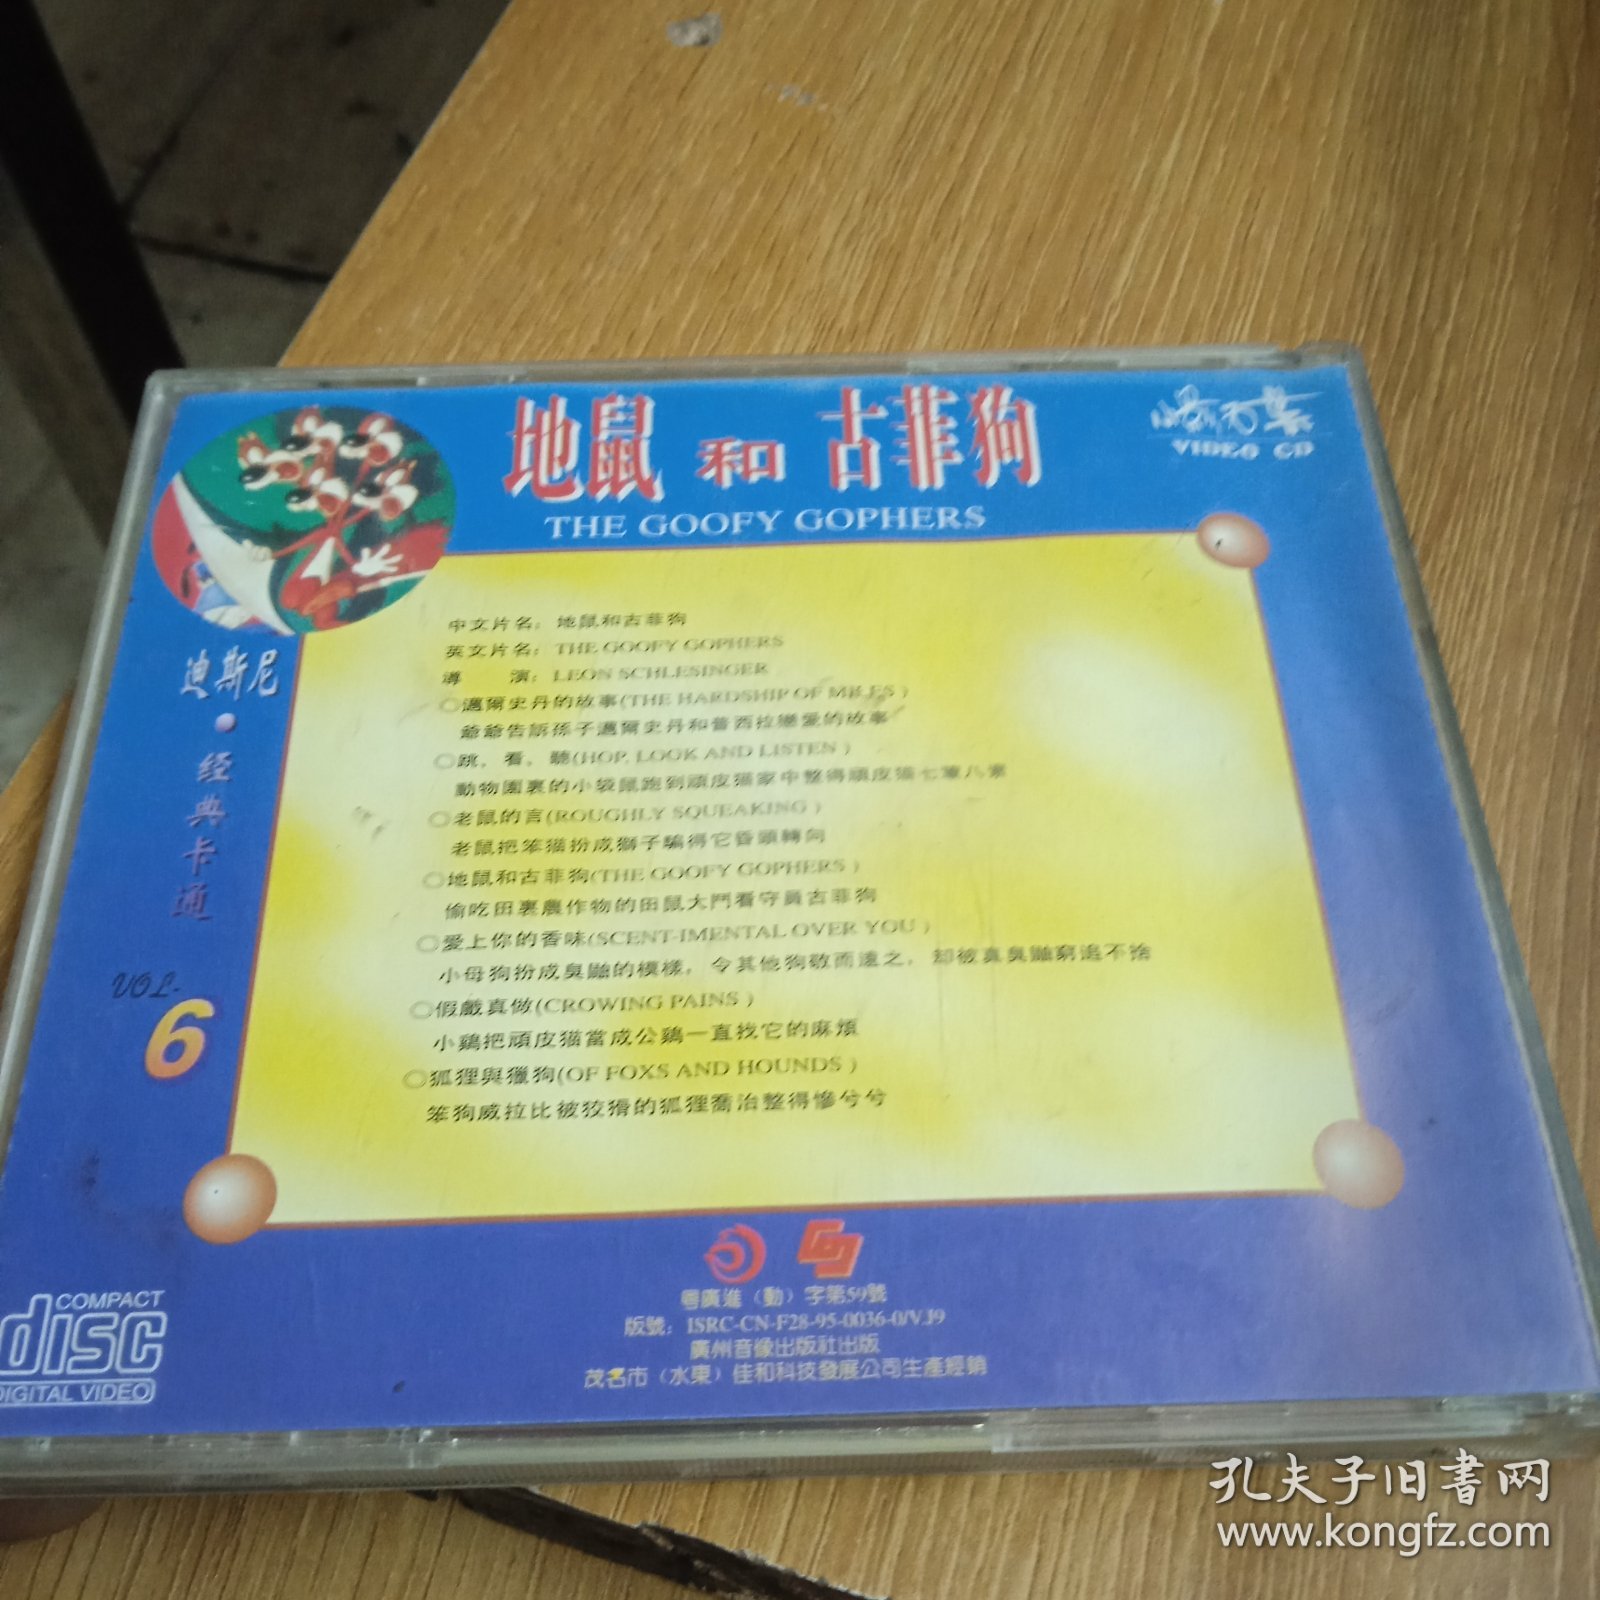 地鼠 和 古菲狗
THE GOOFY GOPHERS
VIDEO CD
中文片名：地鼠和古菲狗
英文片名：THE GOOFY GOPHERS
導 演：LEON SCHLESINGER
◎邁爾史丹的故事(THE HARDSHIP OF MILES)
爺爺告訴孫子邁爾史丹和普西拉戀愛的故事
◎跳，看，聽(HOP, LOOK AND LISTEN)
動物園裏的小袋鼠跑到頑皮猫家中整得頑皮猫七葷八素
◎老鼠的言(ROUGHLY SQUEAKING)
老鼠把笨猫扮成獅子騙得它昏頭轉向
◎地鼠和古菲狗(THE GOOFY GOPHERS)
偷吃田裏農作物的田鼠大鬥看守員古菲狗
◎愛上你的香味(SCENT-IMENTAL OVER YOU)
小母狗扮成臭鼬的模樣，令其他狗敬而遠之，却被真臭鼬窮追不捨
◎假戲真做(CROWING PAINS)
小鷄把頑皮猫當成公鷄一直找它的麻煩
◎狐狸與獵狗(OF FOXS AND HOUNDS)
笨狗威拉比被狡猾的狐狸喬治整得慘兮兮
迪斯尼
•
经典卡通
VOL.
6
粤廣進（動）字第59號
版號：ISRC-CN-F28-95-0036-0/V.J9
廣州音像出版社出版
茂名市（水東）佳和科技發展公司生産經銷
COMPACT
disc
DIGITAL VIDEO
孔夫子旧書网
www.kongfz.com